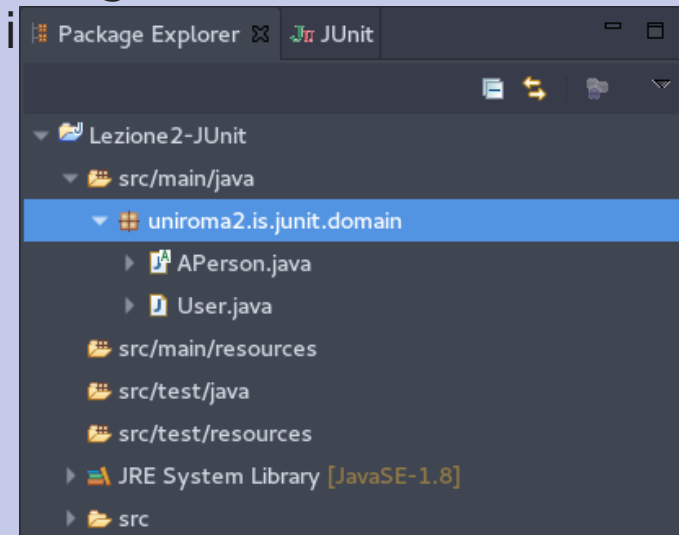 i
Package Explorer JUnit
Lezione2-JUnit
src/main/java
uniroma2.is.junit.domain
APerson.java
User.java
src/main/resources
src/test/java
src/test/resources
JRE System Library [JavaSE-1.8]
src